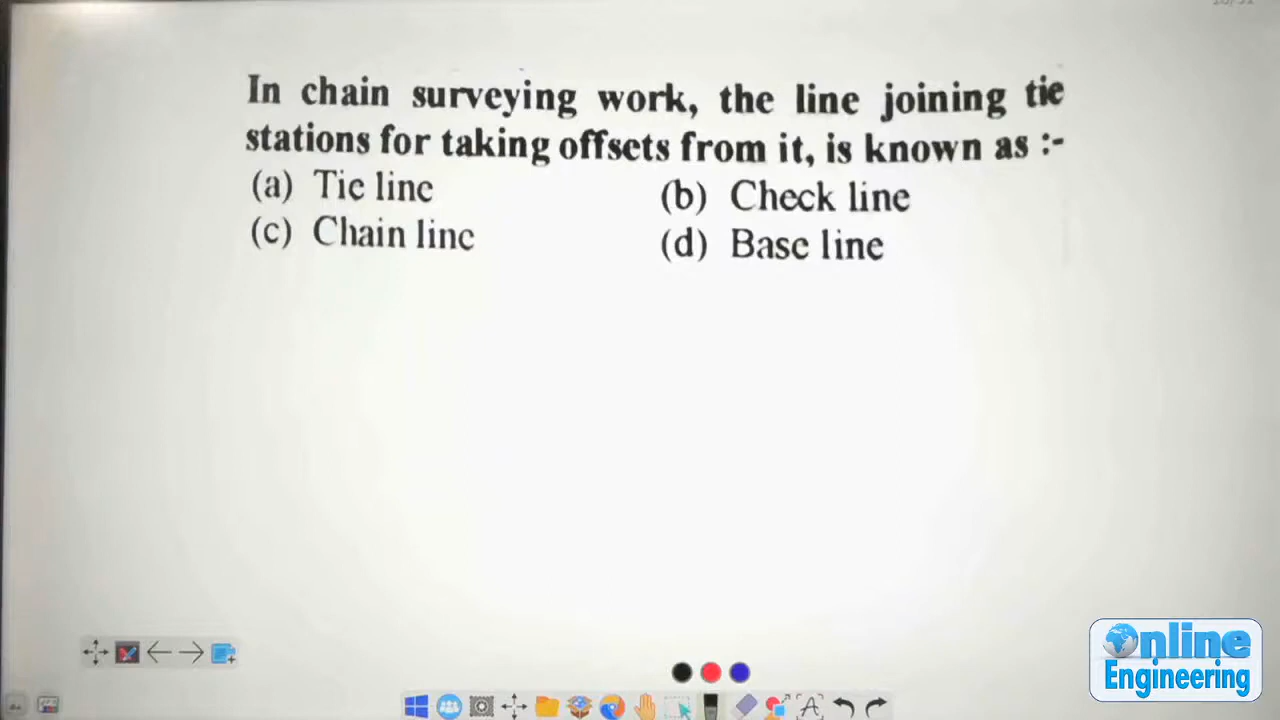 In chain surveying work, the line joining tie
stations for taking offsets from it, is known as :-
(a) Tie line
(b) Check line
(c) Chain line
(d) Base line
Online
Engineering